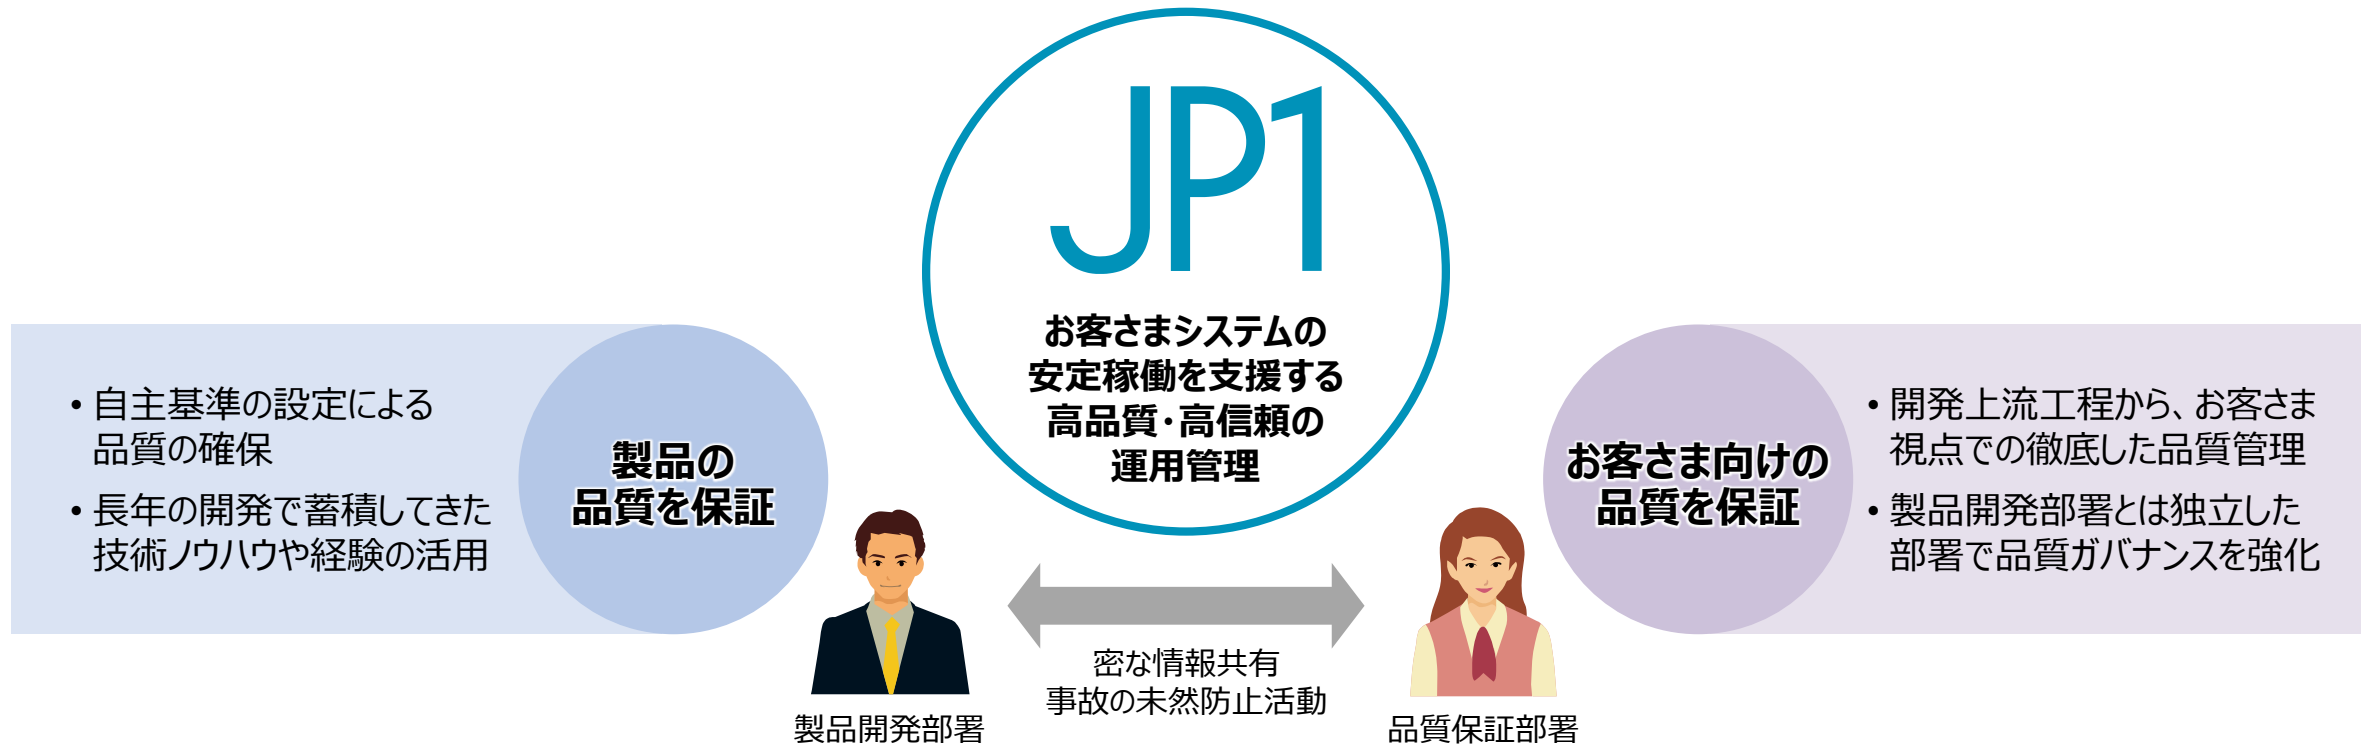 JP1
お客さまシステムの
安定稼働を支援する
高品質・高信頼の
運用管理
• 自主基準の設定による
品質の確保
• 長年の開発で蓄積してきた
技術ノウハウや経験の活用
製品の
品質を保証
お客さま向けの
品質を保証
• 開発上流工程から、お客さま
視点での徹底した品質管理
• 製品開発部署とは独立した
部署で品質ガバナンスを強化
密な情報共有
事故の未然防止活動
製品開発部署
品質保証部署